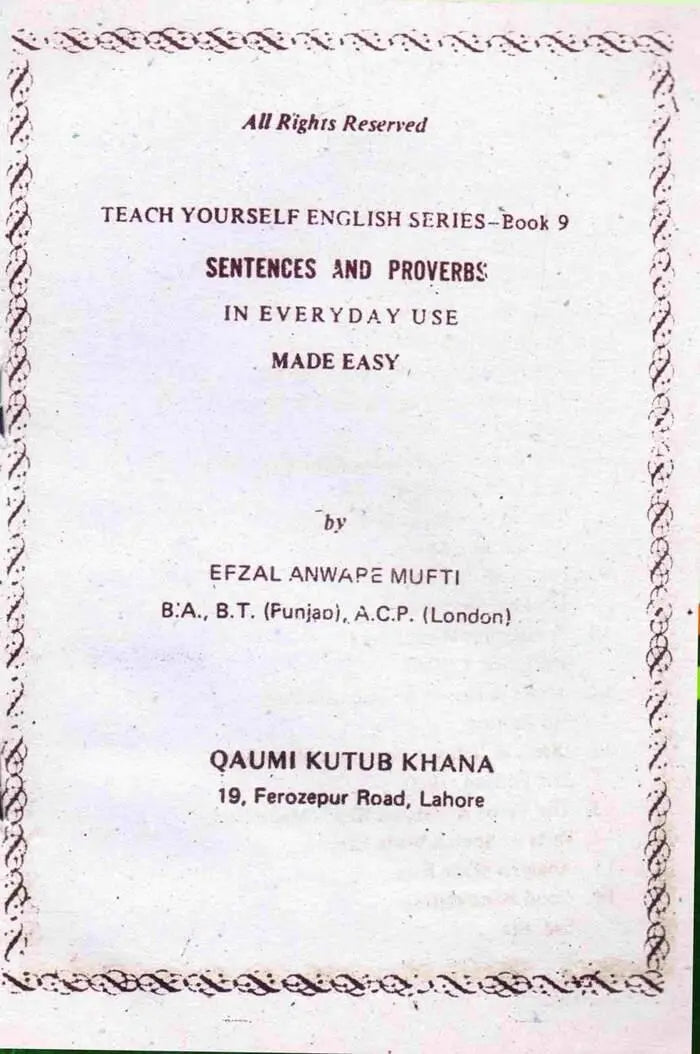 All Rights Reserved
TEACH YOURSELF ENGLISH SERIES–Book 9
SENTENCES AND PROVERBS
IN EVERYDAY USE
MADE EASY
by
EFZAL ANWARE MUFTI
B.A., B.T. (Punjab), A.C.P. (London)
QAUMI KUTUB KHANA
19, Ferozepur Road, Lahore